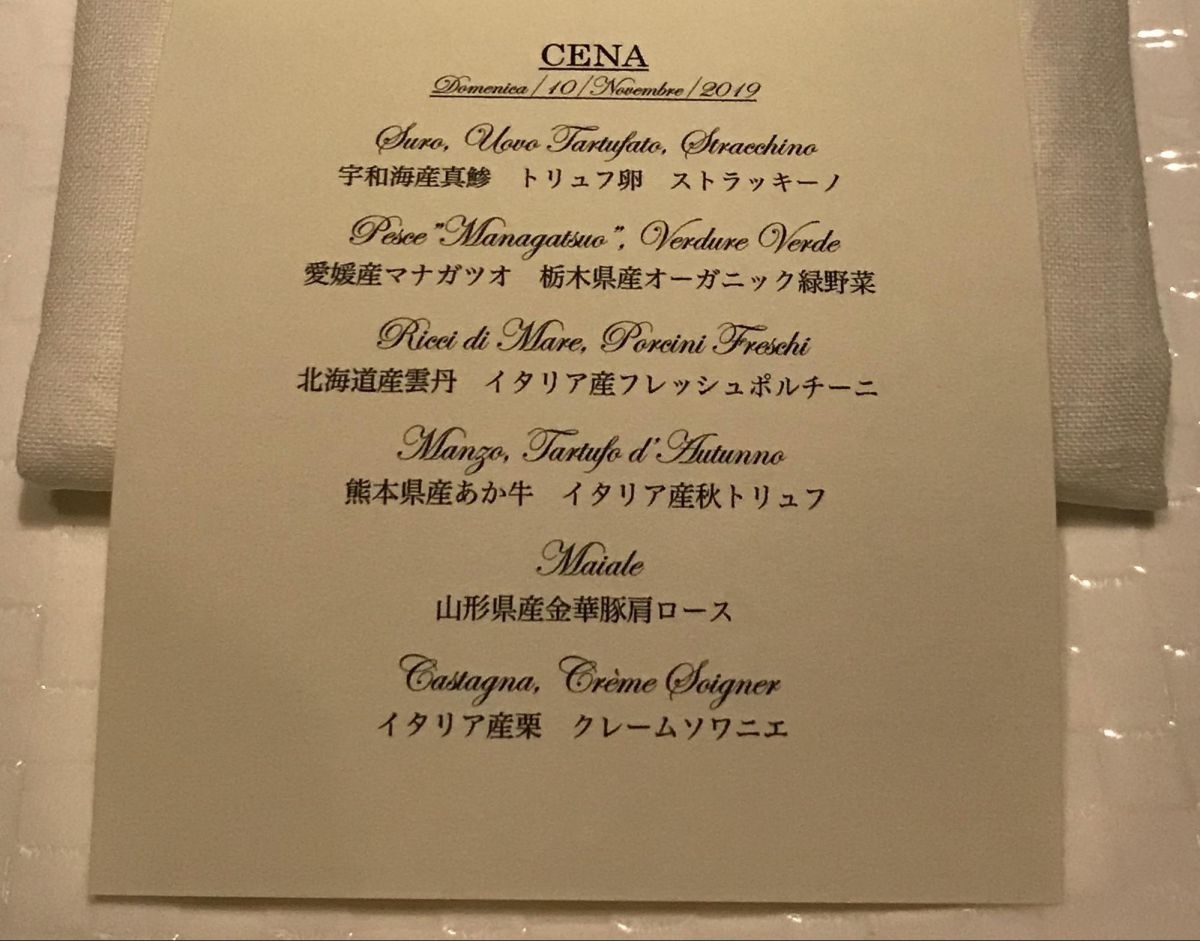 CENA
Domenica/10/Novembre/2019
Suro, Uovo Tartufato, Stracchino
宇和海産真鯵　トリュフ卵　ストラッキーノ
Pesce "Managatsuo", Verdure Verde
愛媛産マナガツオ　栃木県産オーガニック緑野菜
Ricci di Mare, Porcini Freschi
北海道産雲丹　イタリア産フレッシュポルチーニ
Manzo, Tartufo d'Autunno
熊本県産あか牛　イタリア産秋トリュフ
Maiale
山形県産金華豚肩ロース
Castagna, Crème Soigner
イタリア産栗　クレームソワニエ